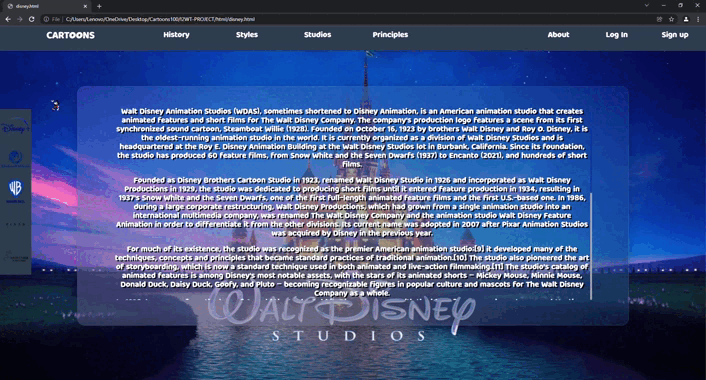 disney.html
File
C:/Users/Lenovo/OneDrive/Desktop/Cartoons100/I2WT-PROJECT/html/disney.html
CARTOONS History Styles Studios Principles About Log In Sign up
Walt Disney Animation Studios (WDAS), sometimes shortened to Disney Animation, is an American animation studio that creates
animated features and short films for The Walt Disney Company. The company's production logo features a scene from its first
synchronized sound cartoon, Steamboat Willie (1928). Founded on October 16, 1923 by brothers Walt Disney and Roy O. Disney, it is
the oldest-running animation studio in the world. It is currently organized as a division of Walt Disney Studios and is
headquartered at the Roy E. Disney Animation Building at the Walt Disney Studios lot in Burbank, California. Since its foundation,
the studio has produced 60 feature films, from Snow White and the Seven Dwarfs (1937) to Encanto (2021), and hundreds of short
films.
Founded as Disney Brothers Cartoon Studio in 1923, renamed Walt Disney Studio in 1926 and incorporated as Walt Disney
Productions in 1929, the studio was dedicated to producing short films until it entered feature production in 1934, resulting in
1937's Snow White and the Seven Dwarfs, one of the first full-length animated feature films and the first U.S.-based one. In 1986,
during a large corporate restructuring, Walt Disney Productions, which had grown from a single animation studio into an
international multimedia company, was renamed The Walt Disney Company and the animation studio Walt Disney Feature
Animation in order to differentiate it from the other divisions. Its current name was adopted in 2007 after Pixar Animation Studios
was acquired by Disney in the previous year.
For much of its existence, the studio was recognized as the premier American animation studio;[9] it developed many of the
techniques, concepts and principles that became standard practices of traditional animation.[10] The studio also pioneered the art
of storyboarding, which is now a standard technique used in both animated and live-action filmmaking.[11] The studio's catalog of
animated features is among Disney's most notable assets, with the stars of its animated shorts – Mickey Mouse, Minnie Mouse,
Donald Duck, Daisy Duck, Goofy, and Pluto – becoming recognizable figures in popular culture and mascots for The Walt Disney
Company as a whole.
WALT DISNEY
STUDIOS
Disney+
WB